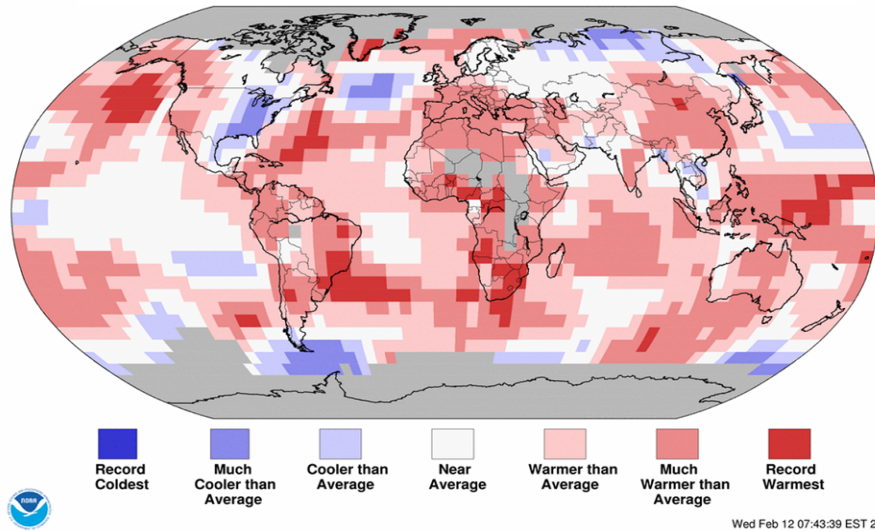 Record
Coldest
Much
Cooler than
Average
Cooler than
Average
Near
Average
Warmer than
Average
Much
Warmer than
Average
Record
Warmest
NOAA
Wed Feb 12 07:43:39 EST 2